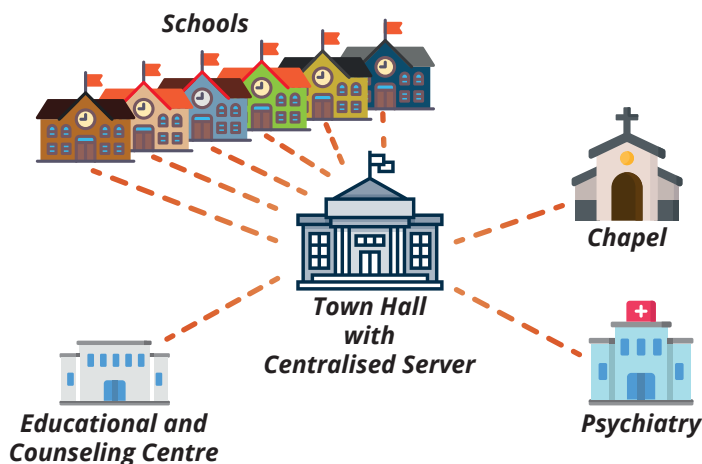 Schools
Chapel
Town Hall
with
Centralised Server
Educational and
Counseling Centre
Psychiatry